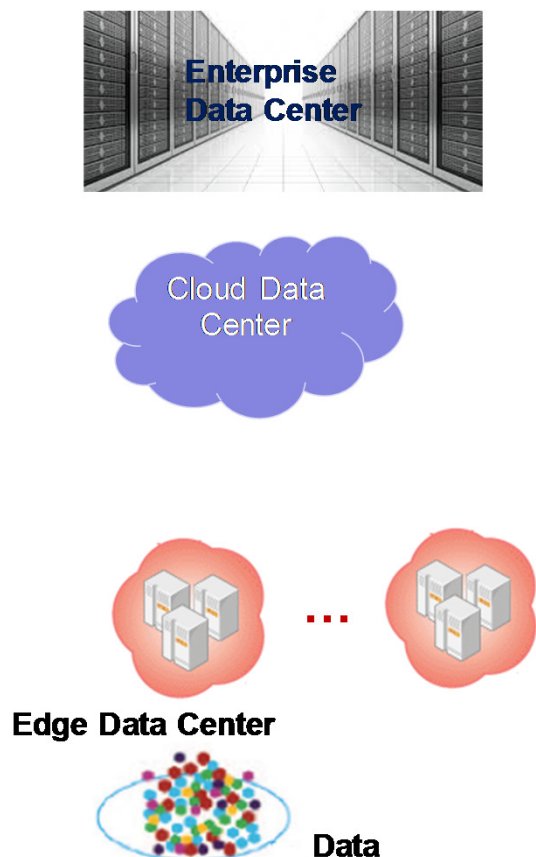 Enterprise
Data Center
Cloud Data
Center
...
Edge Data Center
Data